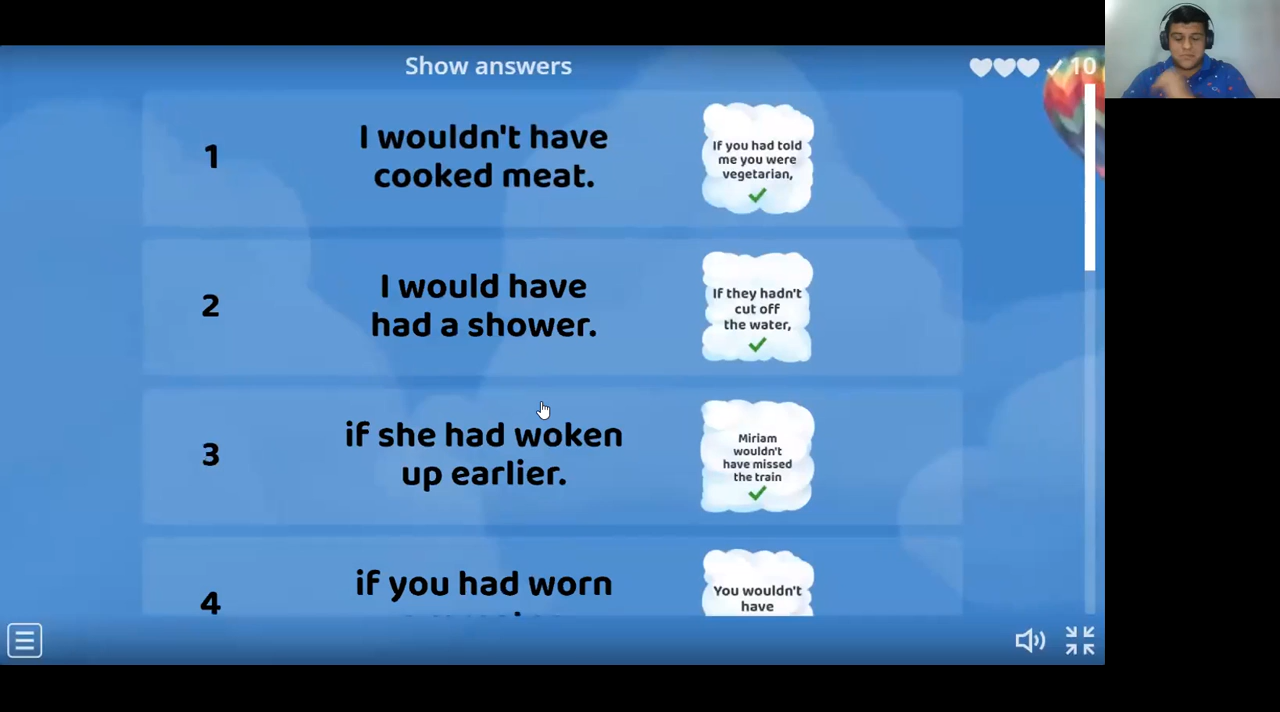 Show answers
10
1
I wouldn't have
cooked meat.
If you had told
me you were
vegetarian,
2
I would have
had a shower.
If they hadn't
cut off
the water,
3
if she had woken
up earlier.
Miriam
wouldn't
have missed
the train
4
if you had worn
You wouldn't
have